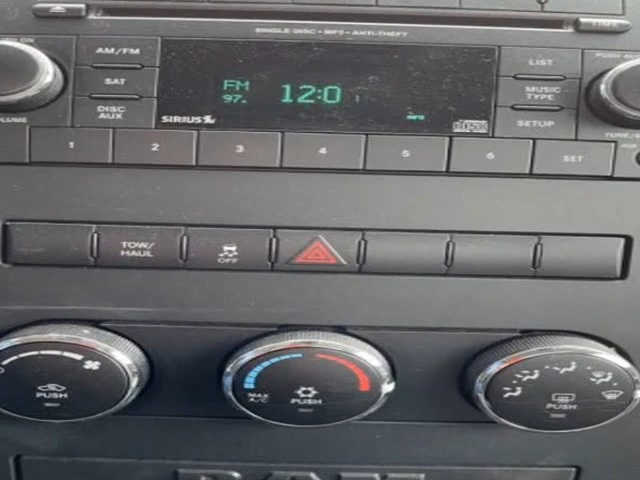 SINGLE DISC • MP3 • ANTI-THEFT
TIME
AM/FM
SAT
DISC
AUX
FM
97.
12:0
SIRIUS
LIST
MUSIC
TYPE
SETUP
1 2 3 4 5 6 SET
TOW/
HAUL
OFF
PUSH
MAX
A/C
PUSH
PUSH